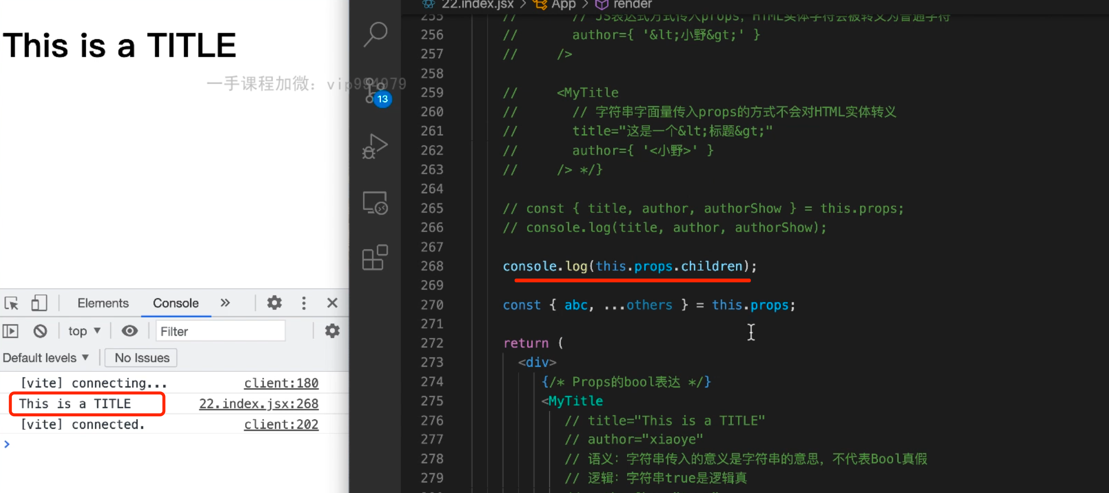 22.index.jsx > App > render
This is a TITLE
一手课程加微：vip984979
13
255 // // JS表达式方式传入props，HTML实体字符会被转义为普通字符
256 // author={ '&lt;小野&gt;' }
257 // />
258
259 // <MyTitle
260 // // 字符串字面量传入props的方式不会对HTML实体转义
261 // title="这是一个&lt;标题&gt;"
262 // author={ '<小野>' }
263 // /> */}
264
265 // const { title, author, authorShow } = this.props;
266 // console.log(title, author, authorShow);
267
268 console.log(this.props.children);
269
270 const { abc, ...others } = this.props;
271
272 return (
273 <div>
274 {/* Props的bool表达 */}
275 <MyTitle
276 // title="This is a TITLE"
277 // author="xiaoye"
278 // 语义：字符串传入的意义是字符串的意思，不代表Bool真假
279 // 逻辑：字符串true是逻辑真
Elements Console »
top ▼ Filter
Default levels ▼ No Issues
[vite] connecting... client:180
This is a TITLE 22.index.jsx:268
[vite] connected. client:202
>